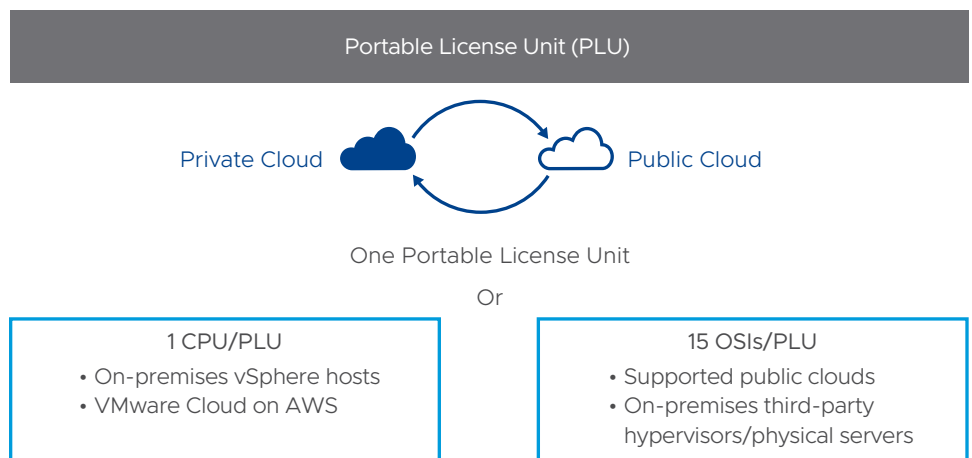 Portable License Unit (PLU)
Private Cloud
Public Cloud
One Portable License Unit
Or
1 CPU/PLU
• On-premises vSphere hosts
• VMware Cloud on AWS
15 OSIs/PLU
• Supported public clouds
• On-premises third-party
hypervisors/physical servers